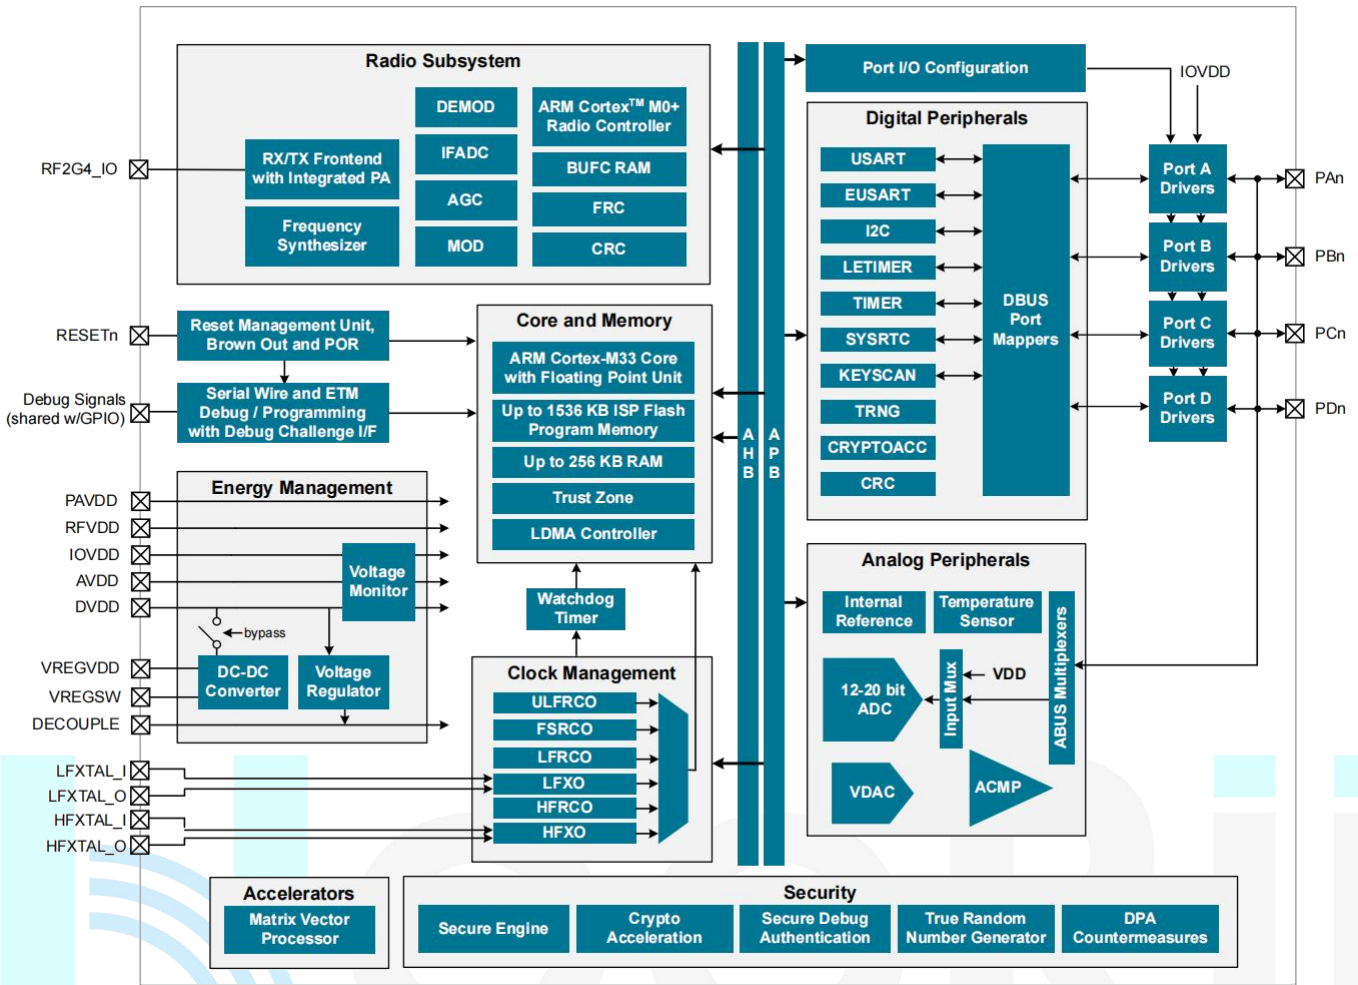 Radio Subsystem
DEMOD
IFADC
AGC
MOD
ARM Cortex™ M0+
Radio Controller
BUFC RAM
FRC
CRC
RX/TX Frontend
with Integrated PA
Frequency
Synthesizer
RF2G4_IO
RESETn
Debug Signals
(shared w/GPIO)
Reset Management Unit,
Brown Out and POR
Serial Wire and ETM
Debug / Programming
with Debug Challenge I/F
Core and Memory
ARM Cortex-M33 Core
with Floating Point Unit
Up to 1536 KB ISP Flash
Program Memory
Up to 256 KB RAM
Trust Zone
LDMA Controller
Energy Management
PAVDD
RFVDD
IOVDD
AVDD
DVDD
VREGVDD
VREGSW
DECOUPLE
Voltage
Monitor
bypass
DC-DC
Converter
Voltage
Regulator
Watchdog
Timer
Clock Management
ULFRCO
FSRCO
LFRCO
LFXO
HFRCO
HFXO
LFXTAL_I
LFXTAL_O
HFXTAL_I
HFXTAL_O
AHB
APB
Port I/O Configuration
IOVDD
Digital Peripherals
USART
EUSART
I2C
LETIMER
TIMER
SYSRTC
KEYSCAN
TRNG
CRYPTOACC
CRC
DBUS
Port
Mappers
Port A
Drivers
Port B
Drivers
Port C
Drivers
Port D
Drivers
PAn
PBn
PCn
PDn
Analog Peripherals
Internal
Reference
Temperature
Sensor
12-20 bit
ADC
Input Mux
VDD
ABUS Multiplexers
VDAC
ACMP
Accelerators
Matrix Vector
Processor
Security
Secure Engine
Crypto
Acceleration
Secure Debug
Authentication
True Random
Number Generator
DPA
Countermeasures